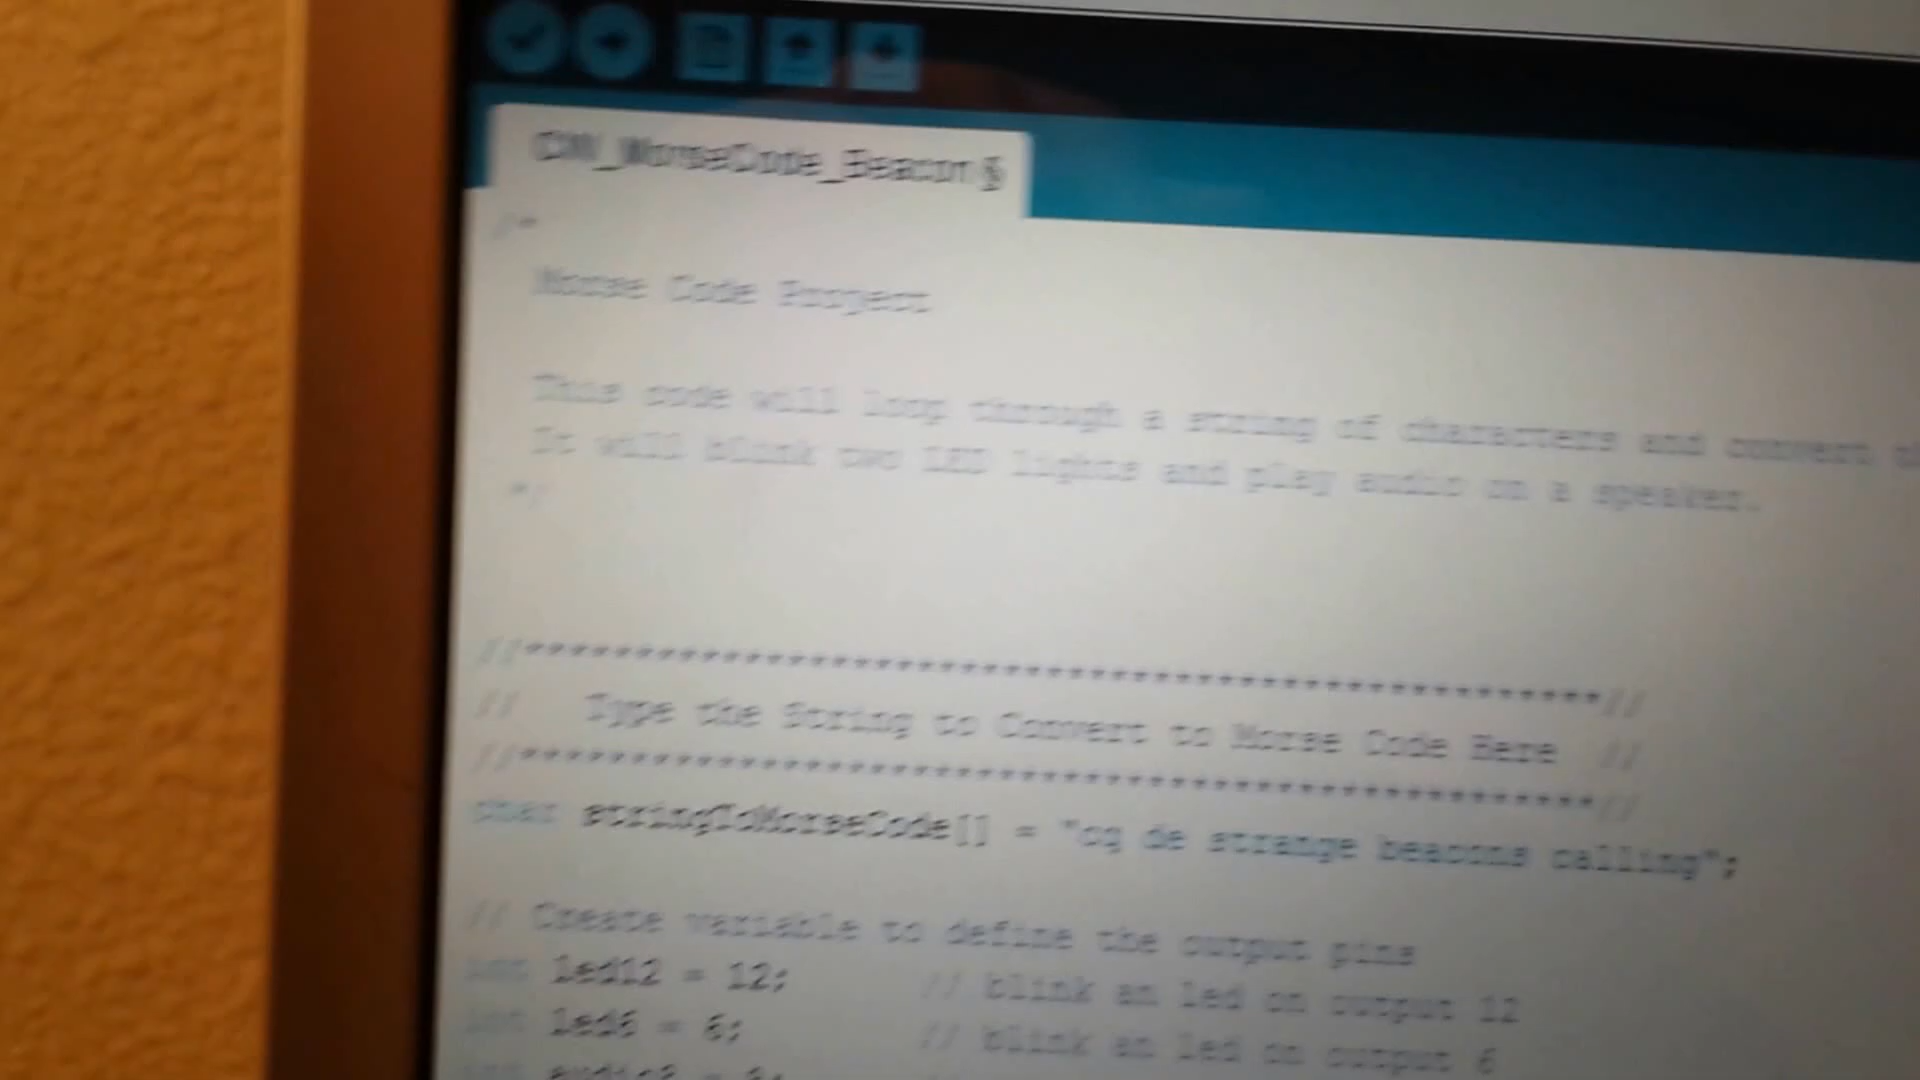 CW_MorseCode_Beacon §
/*
Morse Code Project
This code will loop through a string of characters and convert
It will blink two LED lights and play audio on a speaker.
*/
//************************************************************//
// Type the String to Convert to Morse Code Here //
//************************************************************//
char stringToMorseCode[] = "cq de strange beacons calling";
// Create variable to define the output pins
int led12 = 12; // blink an led on output 12
int led6 = 6; // blink an led on output 6